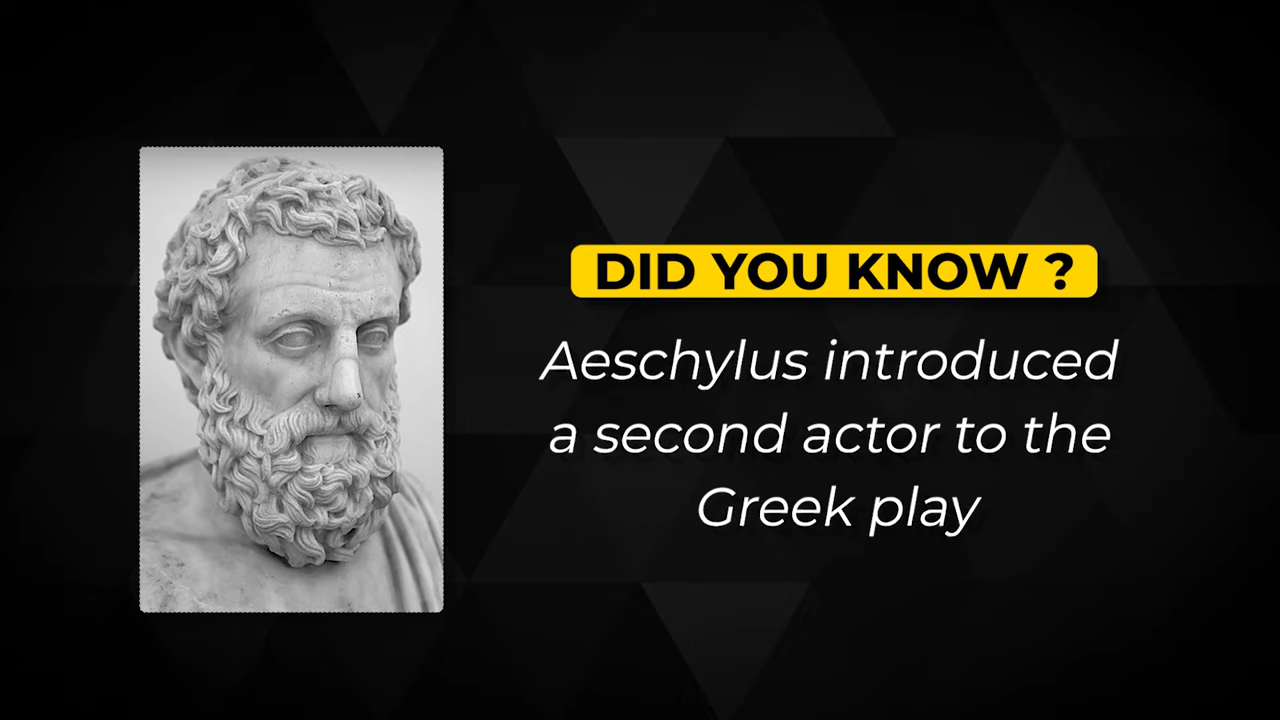 DID YOU KNOW ?
Aeschylus introduced
a second actor to the
Greek play